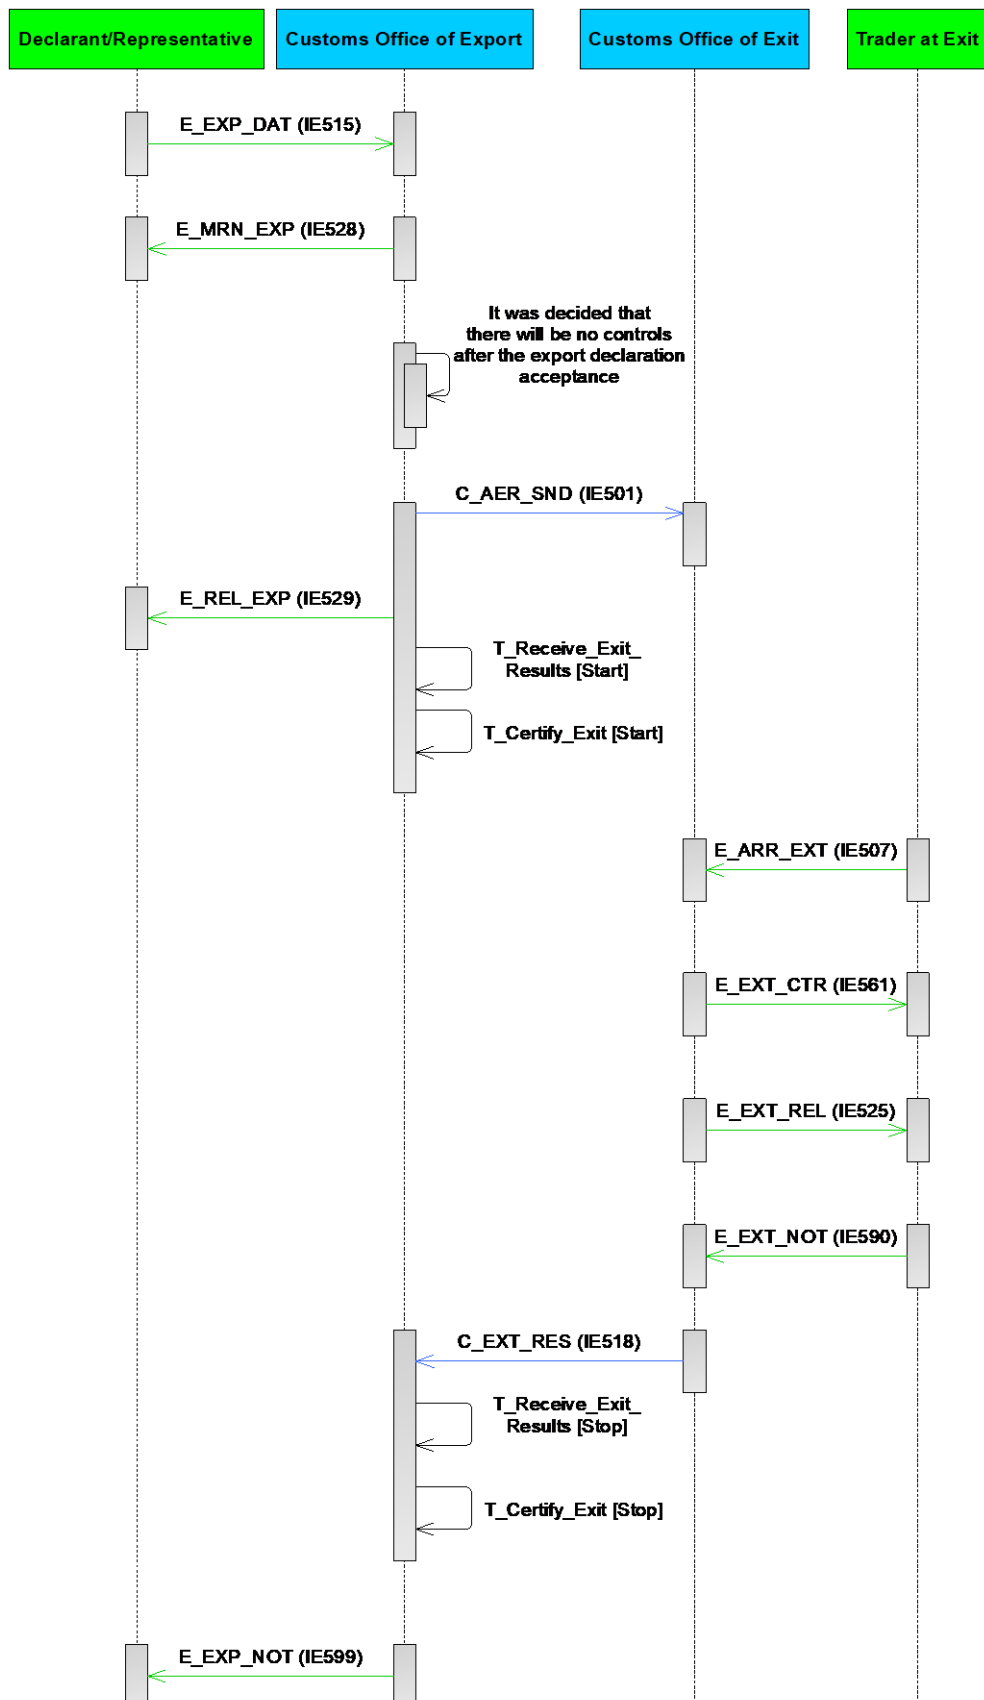 Declarant/Representative
Customs Office of Export
Customs Office of Exit
Trader at Exit
E_EXP_DAT (IE515)
E_MRN_EXP (IE528)
It was decided that
there will be no controls
after the export declaration
acceptance
C_AER_SND (IE501)
E_REL_EXP (IE529)
T_Receive_Exit_
Results [Start]
T_Certify_Exit [Start]
E_ARR_EXT (IE507)
E_EXT_CTR (IE561)
E_EXT_REL (IE525)
E_EXT_NOT (IE590)
C_EXT_RES (IE518)
T_Receive_Exit_
Results [Stop]
T_Certify_Exit [Stop]
E_EXP_NOT (IE599)